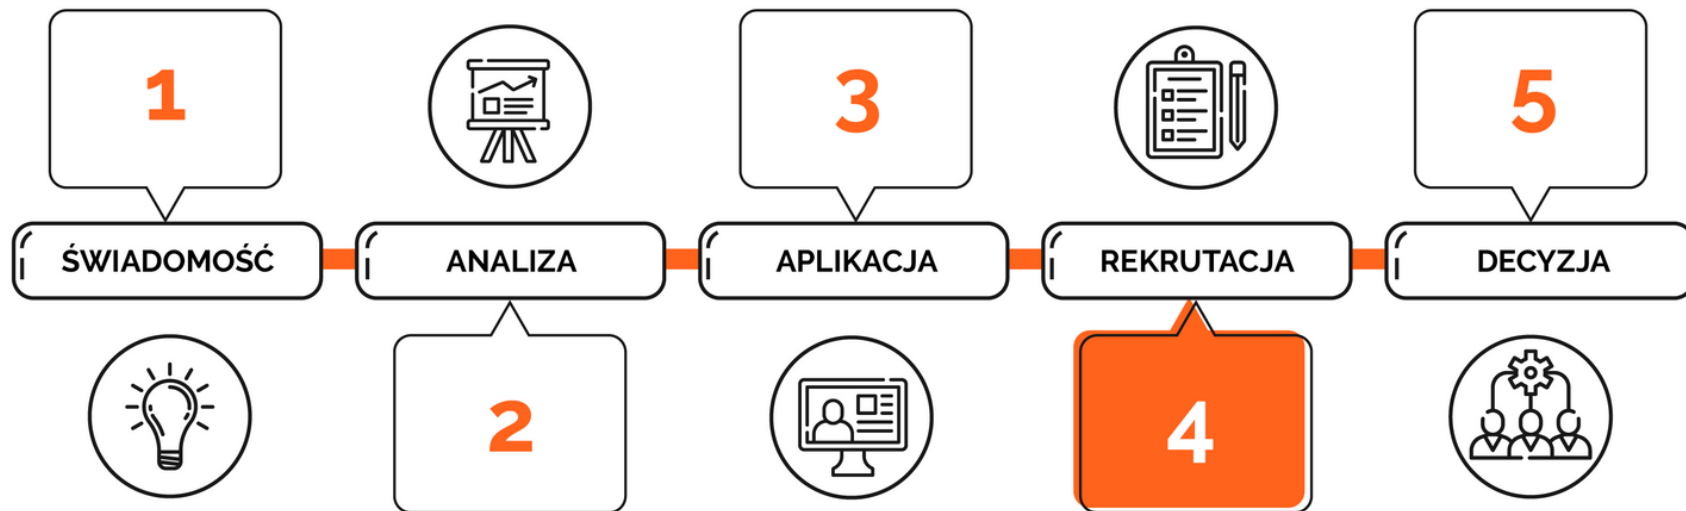 1
3
5
ŚWIADOMOŚĆ
ANALIZA
APLIKACJA
REKRUTACJA
DECYZJA
2
4